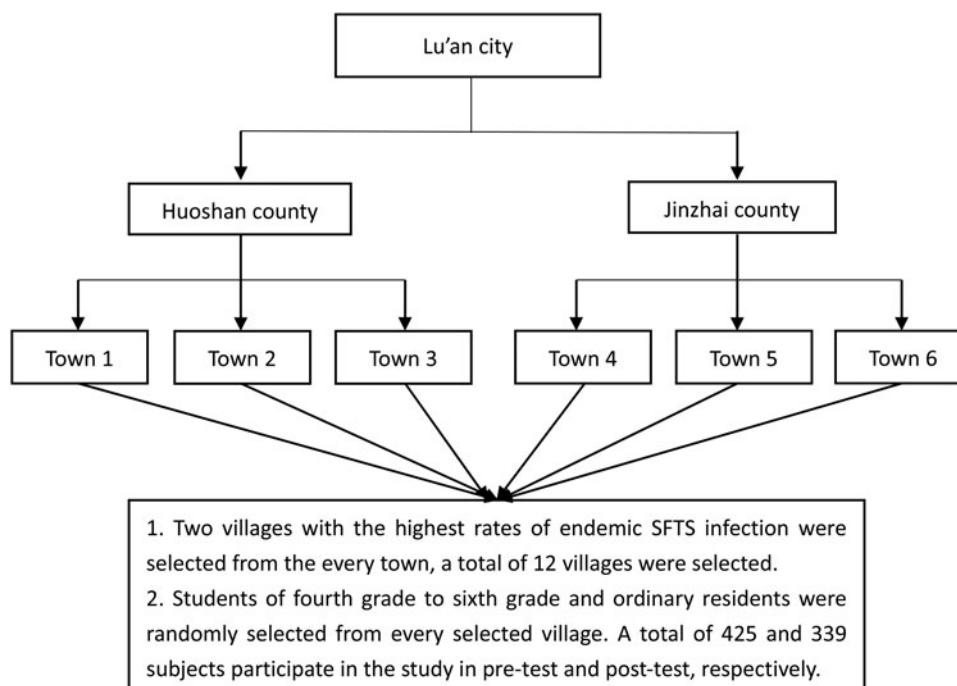 Lu’an city
Huoshan county
Jinzhai county
Town 1
Town 2
Town 3
Town 4
Town 5
Town 6
1. Two villages with the highest rates of endemic SFTS infection were
selected from the every town, a total of 12 villages were selected.
2. Students of fourth grade to sixth grade and ordinary residents were
randomly selected from every selected village. A total of 425 and 339
subjects participate in the study in pre-test and post-test, respectively.